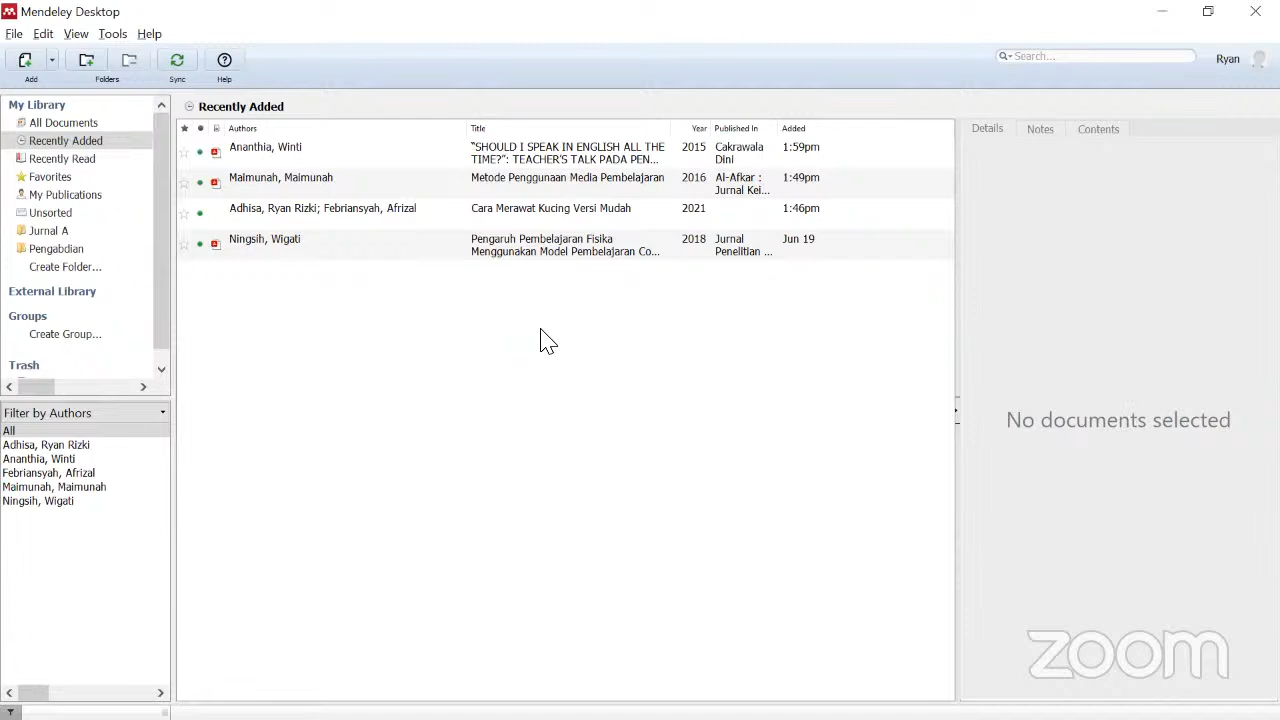 Mendeley Desktop
File Edit View Tools Help
Add Folders Sync Help
Search...
Ryan
My Library
All Documents
Recently Added
Recently Read
Favorites
My Publications
Unsorted
Jurnal A
Pengabdian
Create Folder...
External Library
Groups
Create Group...
Trash
Filter by Authors
All
Adhisa, Ryan Rizki
Ananthia, Winti
Febriansyah, Afrizal
Maimunah, Maimunah
Ningsih, Wigati
Recently Added
Authors Title Year Published In Added
Ananthia, Winti “SHOULD I SPEAK IN ENGLISH ALL THE 2015 Cakrawala 1:59pm
TIME?”: TEACHER’S TALK PADA PEN... Dini
Maimunah, Maimunah Metode Penggunaan Media Pembelajaran 2016 Al-Afkar : 1:49pm
Jurnal Kei...
Adhisa, Ryan Rizki; Febriansyah, Afrizal Cara Merawat Kucing Versi Mudah 2021 1:46pm
Ningsih, Wigati Pengaruh Pembelajaran Fisika 2018 Jurnal Jun 19
Menggunakan Model Pembelajaran Co... Penelitian ...
Details Notes Contents
No documents selected
zoom